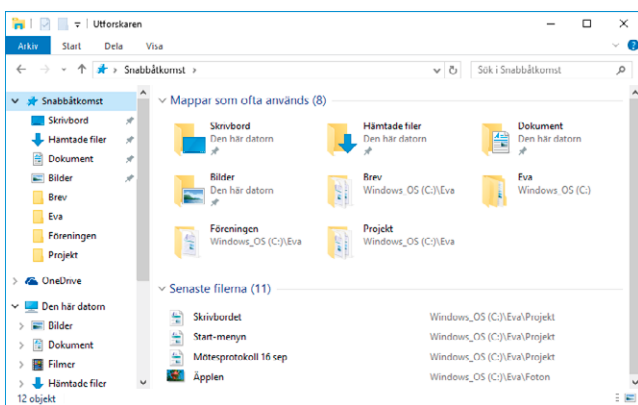 Utforskaren
Arkiv Start Dela Visa
Snabbåtkomst
Sök i Snabbåtkomst
Snabbåtkomst
Skrivbord
Hämtade filer
Dokument
Bilder
Brev
Eva
Föreningen
Projekt
OneDrive
Den här datorn
Bilder
Dokument
Filmer
Hämtade filer
Mappar som ofta används (8)
Skrivbord
Den här datorn
Hämtade filer
Den här datorn
Dokument
Den här datorn
Bilder
Den här datorn
Brev
Windows_OS (C:)\Eva
Eva
Windows_OS (C:)
Föreningen
Windows_OS (C:)\Eva
Projekt
Windows_OS (C:)\Eva
Senaste filerna (11)
Skrivbordet Windows_OS (C:)\Eva\Projekt
Start-menyn Windows_OS (C:)\Eva\Projekt
Mötesprotokoll 16 sep Windows_OS (C:)\Eva\Projekt
Äpplen Windows_OS (C:)\Eva\Foton
12 objekt